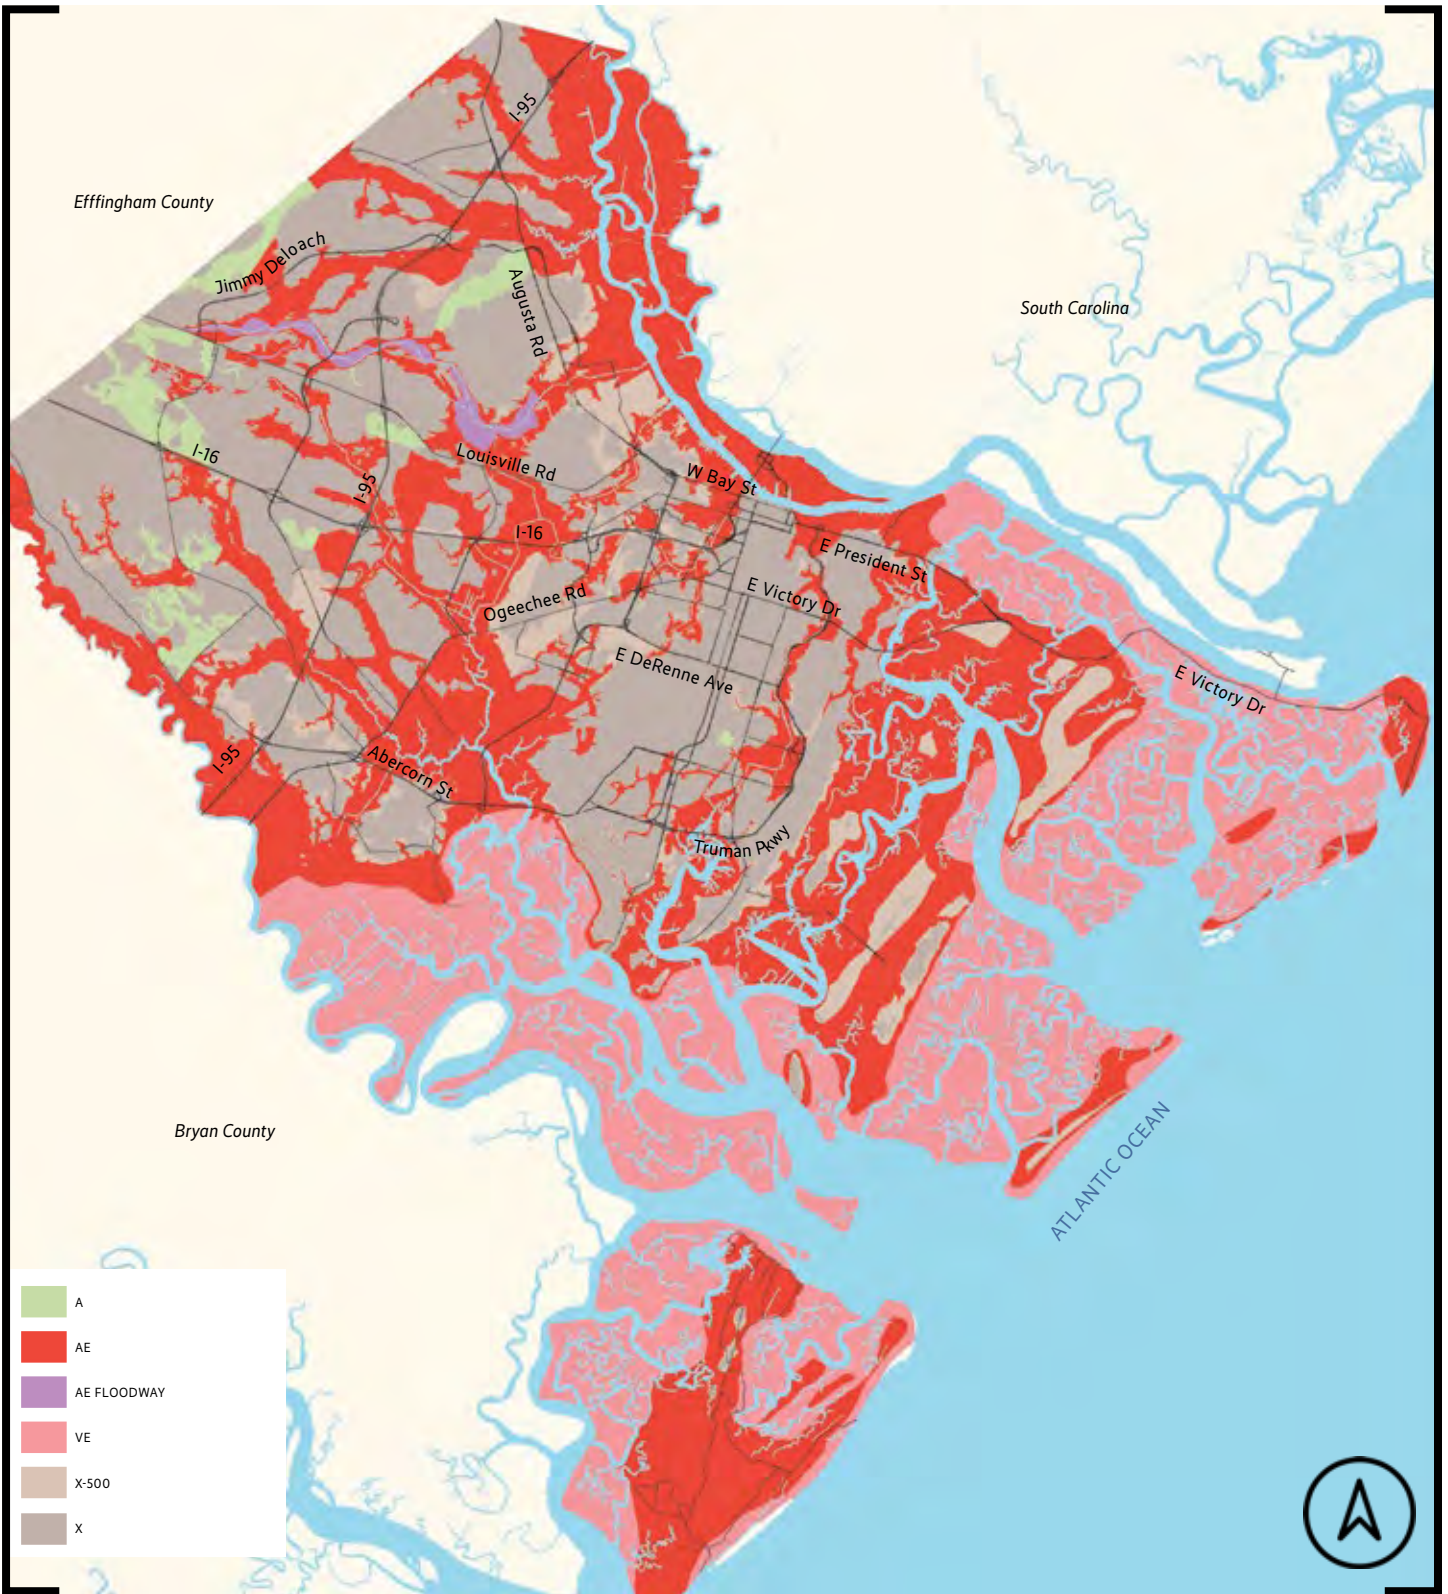 I-95
Efffingham County
Jimmy Deloach
Augusta Rd
South Carolina
I-16
Louisville Rd
I-95
W Bay St
I-16
E President St
Ogeechee Rd
E Victory Dr
E DeRenne Ave
E Victory Dr
I-95
Abercorn St
Truman Pkwy
Bryan County
ATLANTIC OCEAN
A
AE
AE FLOODWAY
VE
X-500
X